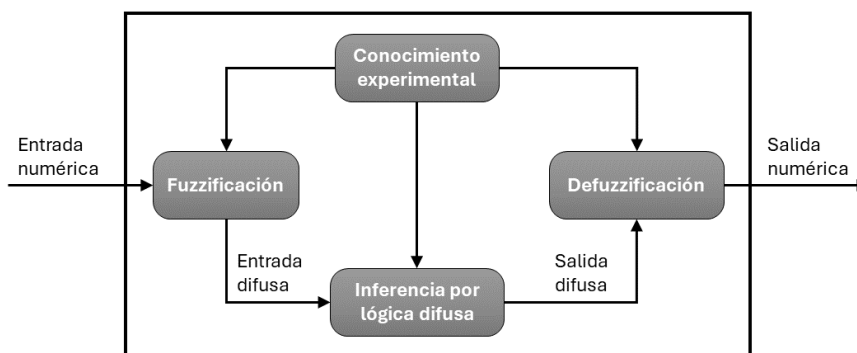 Conocimiento
experimental
Entrada
numérica
Fuzzificación
Defuzzificación
Salida
numérica
Entrada
difusa
Inferencia por
lógica difusa
Salida
difusa